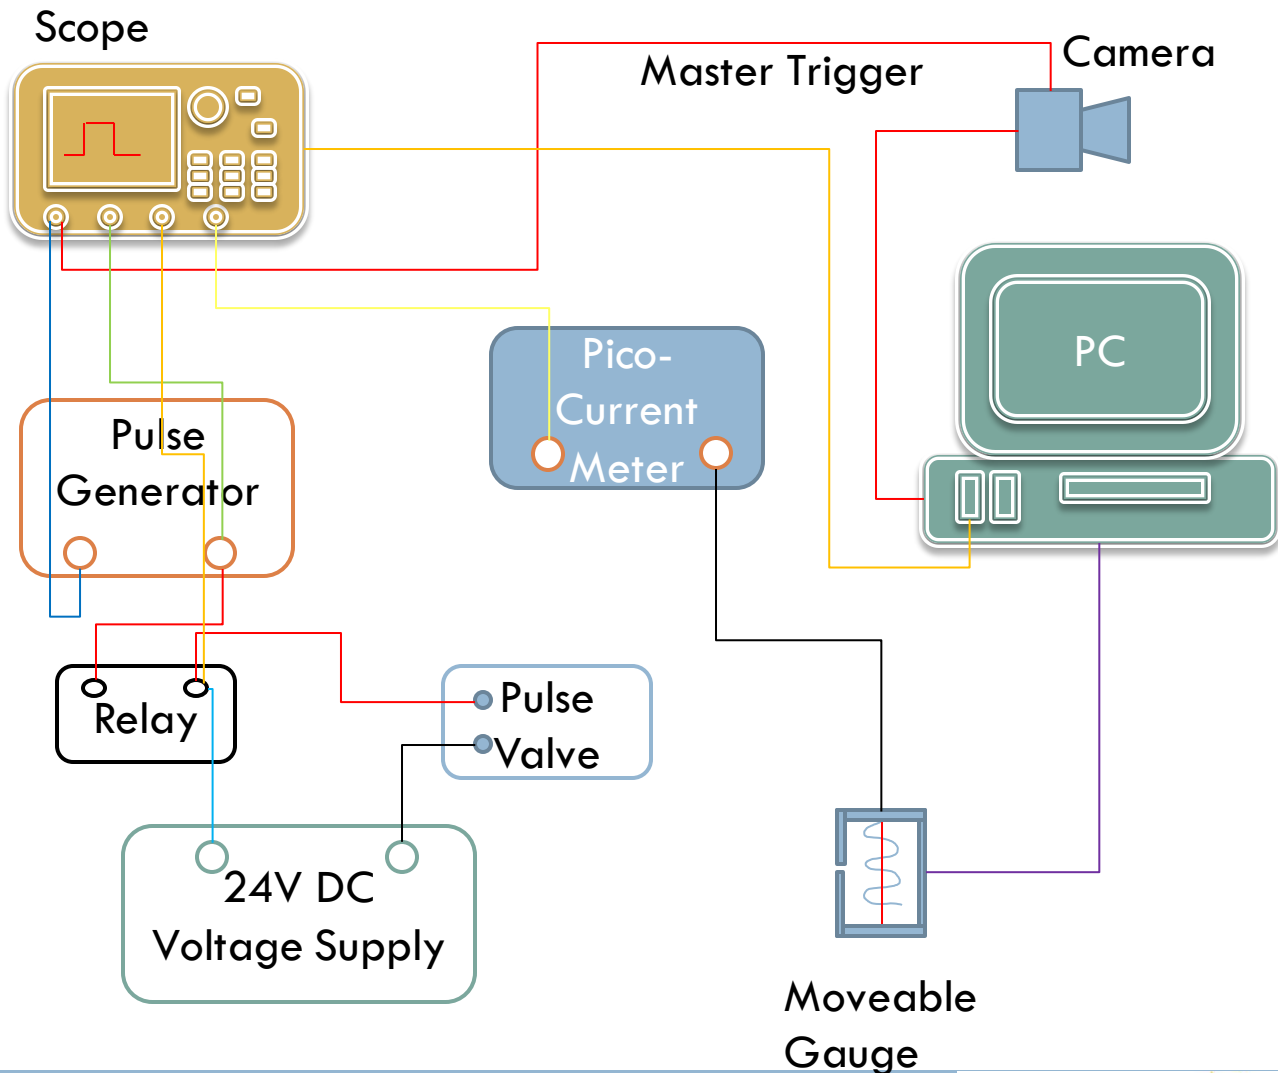 Scope
Master Trigger
Camera
PC
Pico-
Current
Meter
Pulse
Generator
Relay
Pulse
Valve
24V DC
Voltage Supply
Moveable
Gauge